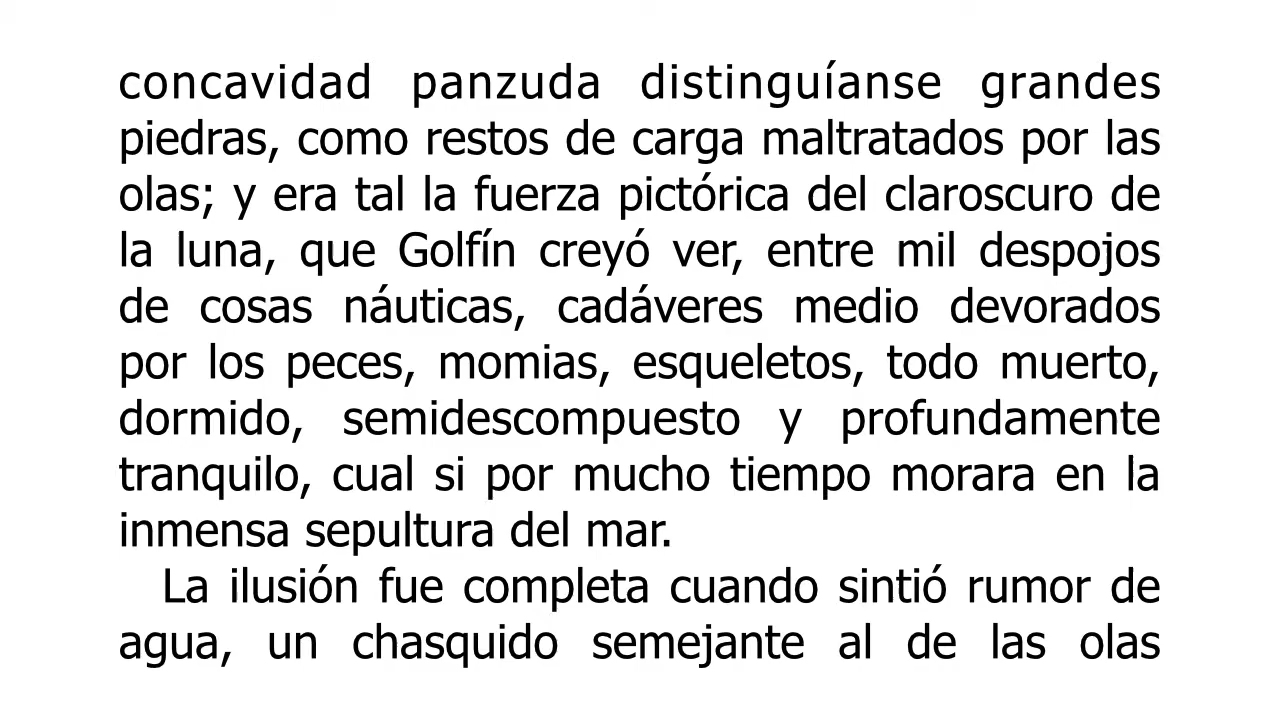 concavidad panzuda distinguíanse grandes
piedras, como restos de carga maltratados por las
olas; y era tal la fuerza pictórica del claroscuro de
la luna, que Golfín creyó ver, entre mil despojos
de cosas náuticas, cadáveres medio devorados
por los peces, momias, esqueletos, todo muerto,
dormido, semidescompuesto y profundamente
tranquilo, cual si por mucho tiempo morara en la
inmensa sepultura del mar.
La ilusión fue completa cuando sintió rumor de
agua, un chasquido semejante al de las olas